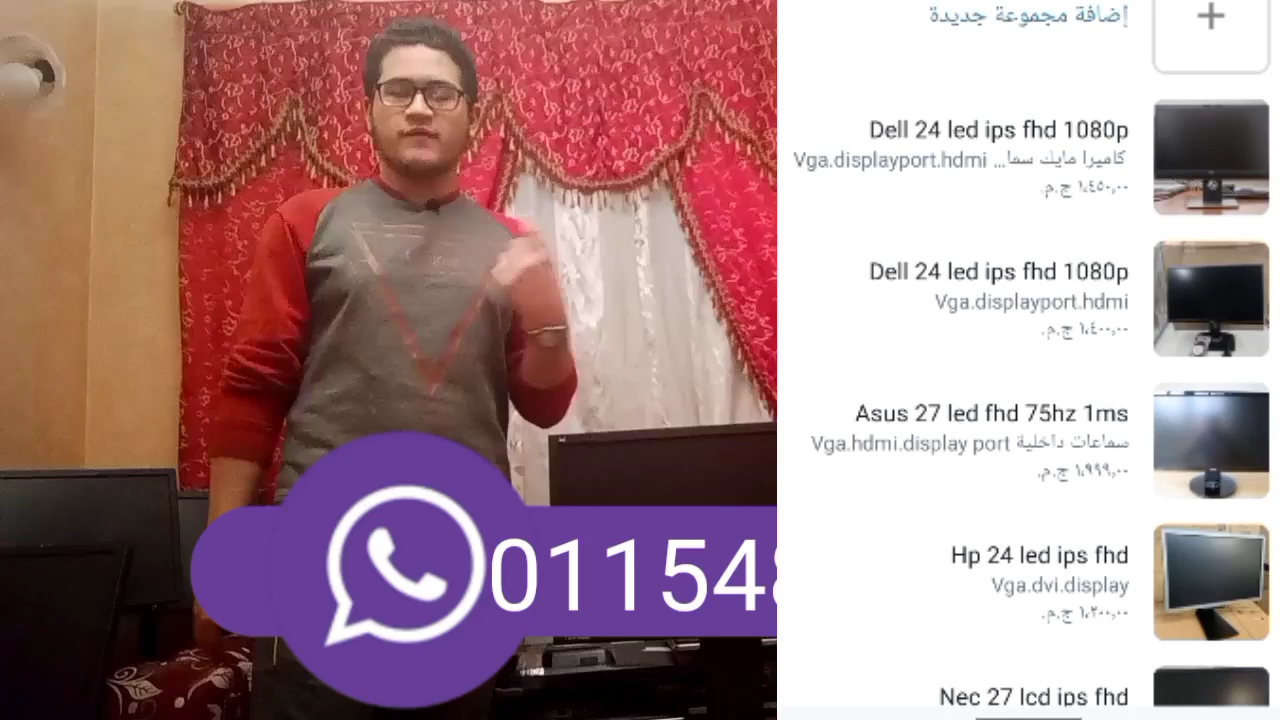 إضافة مجموعة جديدة
Dell 24 led ips fhd 1080p
Vga.displayport.hdmi كاميرا مايك سما...
١٬٤٥٠٫٠٠ ج.م.
Dell 24 led ips fhd 1080p
Vga.displayport.hdmi
١٬٤٠٠٫٠٠ ج.م.
Asus 27 led fhd 75hz 1ms
Vga.hdmi.display port سماعات داخلية
١٬٩٩٩٫٠٠ ج.م.
Hp 24 led ips fhd
Vga.dvi.display
١٬٢٠٠٫٠٠ ج.م.
Nec 27 lcd ips fhd
011548